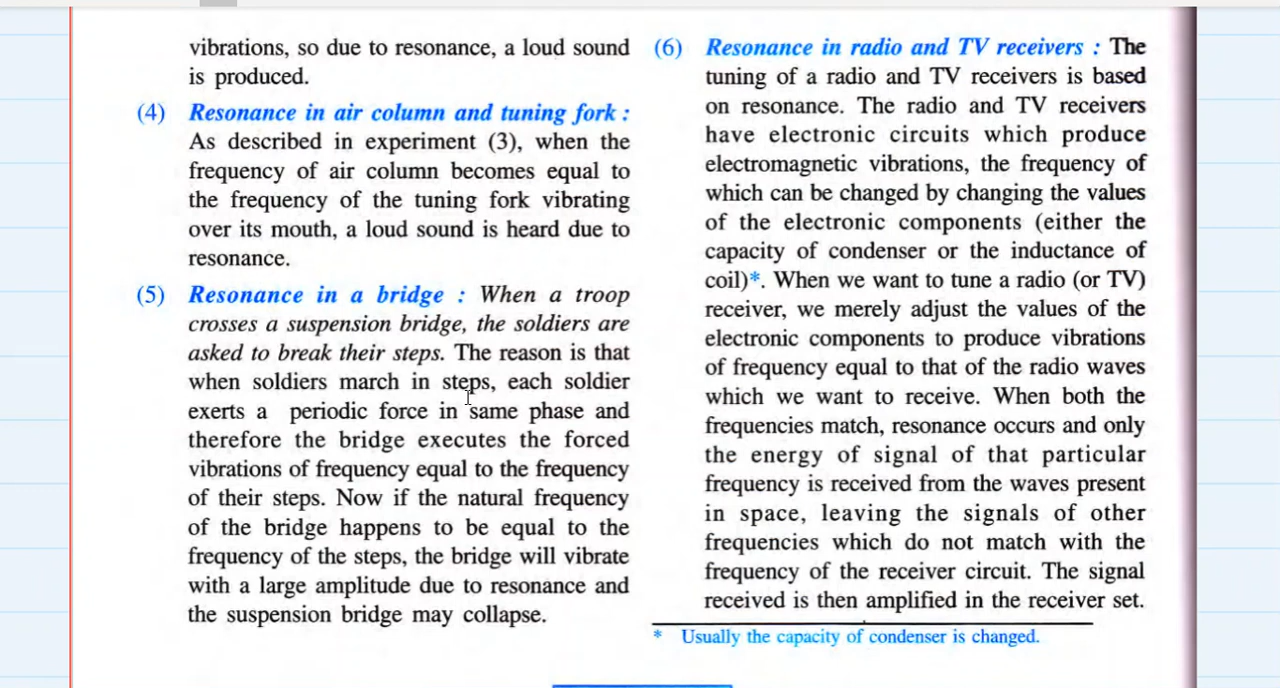 vibrations, so due to resonance, a loud sound
is produced.
(4) Resonance in air column and tuning fork :
As described in experiment (3), when the
frequency of air column becomes equal to
the frequency of the tuning fork vibrating
over its mouth, a loud sound is heard due to
resonance.
(5) Resonance in a bridge : When a troop
crosses a suspension bridge, the soldiers are
asked to break their steps. The reason is that
when soldiers march in steps, each soldier
exerts a periodic force in same phase and
therefore the bridge executes the forced
vibrations of frequency equal to the frequency
of their steps. Now if the natural frequency
of the bridge happens to be equal to the
frequency of the steps, the bridge will vibrate
with a large amplitude due to resonance and
the suspension bridge may collapse.
(6) Resonance in radio and TV receivers : The
tuning of a radio and TV receivers is based
on resonance. The radio and TV receivers
have electronic circuits which produce
electromagnetic vibrations, the frequency of
which can be changed by changing the values
of the electronic components (either the
capacity of condenser or the inductance of
coil)*. When we want to tune a radio (or TV)
receiver, we merely adjust the values of the
electronic components to produce vibrations
of frequency equal to that of the radio waves
which we want to receive. When both the
frequencies match, resonance occurs and only
the energy of signal of that particular
frequency is received from the waves present
in space, leaving the signals of other
frequencies which do not match with the
frequency of the receiver circuit. The signal
received is then amplified in the receiver set.
* Usually the capacity of condenser is changed.